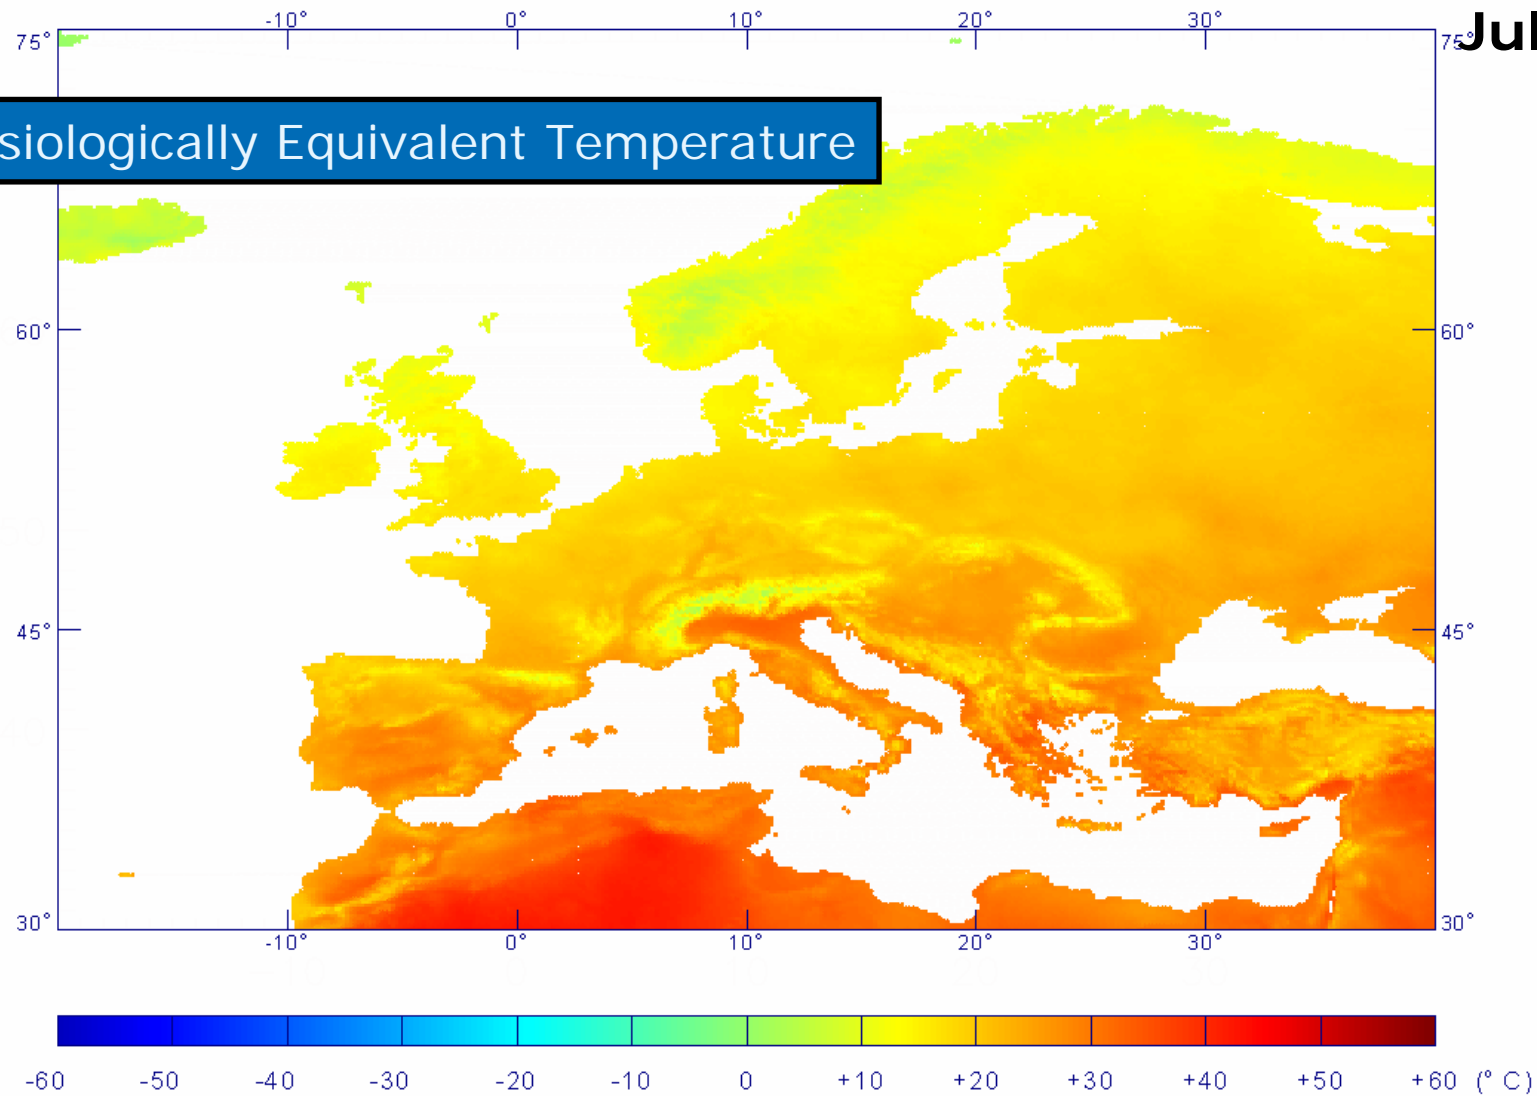 -10° 0° 10° 20° 30°
75° 75° Jul
siologically Equivalent Temperature
60° 60°
45° 45°
30° 30°
-10° 0° 10° 20° 30°
-60 -50 -40 -30 -20 -10 0 +10 +20 +30 +40 +50 +60 (° C)